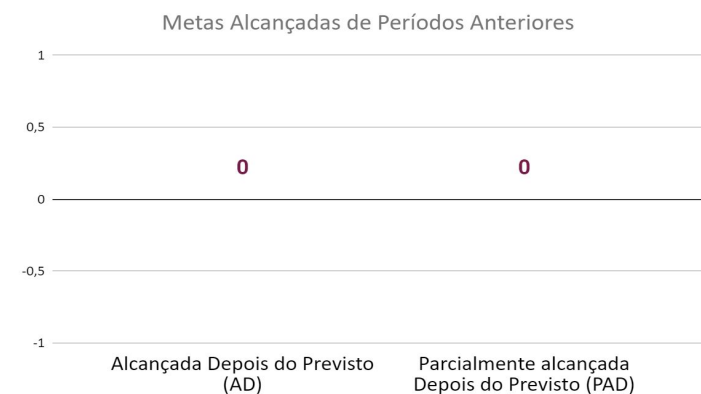 Metas Alcançadas de Períodos Anteriores
1
0,5
0
0
0
-0,5
-1
Alcançada Depois do Previsto
(AD)
Parcialmente alcançada
Depois do Previsto (PAD)